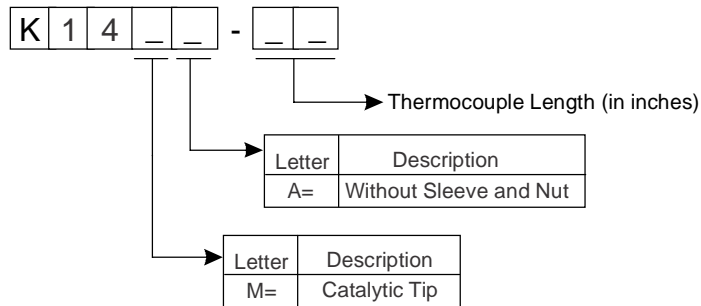 K 1 4 _ _ - _ _
Thermocouple Length (in inches)
Letter Description
A= Without Sleeve and Nut
Letter Description
M= Catalytic Tip